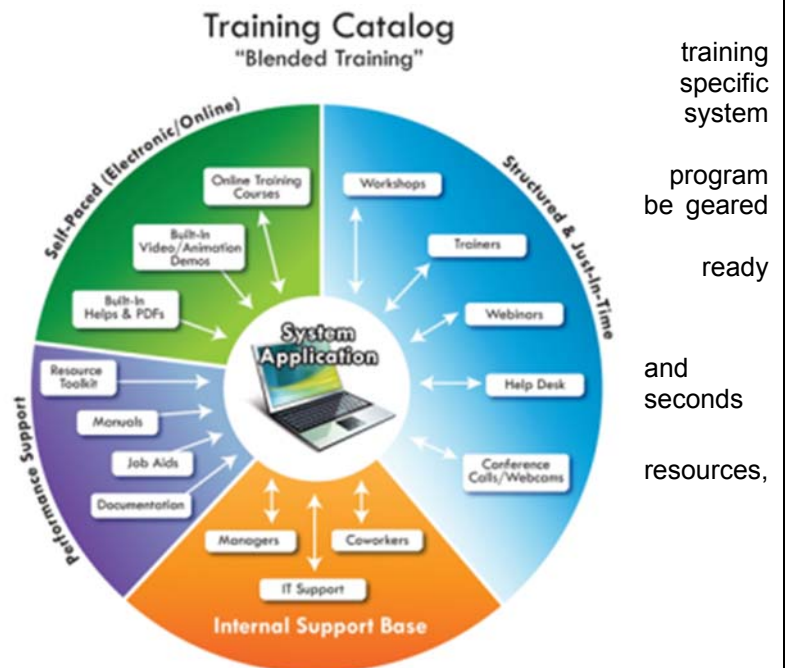 Training Catalog
"Blended Training"
Self-Paced (Electronic/Online)
Online Training
Courses
Built-In
Video/Animation
Demos
Built-In
Helps & PDFs
Structured & Just-In-Time
Workshops
Trainers
Webinars
Help Desk
Conference
Calls/Webcams
System
Application
Performance Support
Resource
Toolkit
Manuals
Job Aids
Documentation
Managers
Coworkers
IT Support
Internal Support Base
training
specific
system
program
be geared
ready
and
seconds
resources,